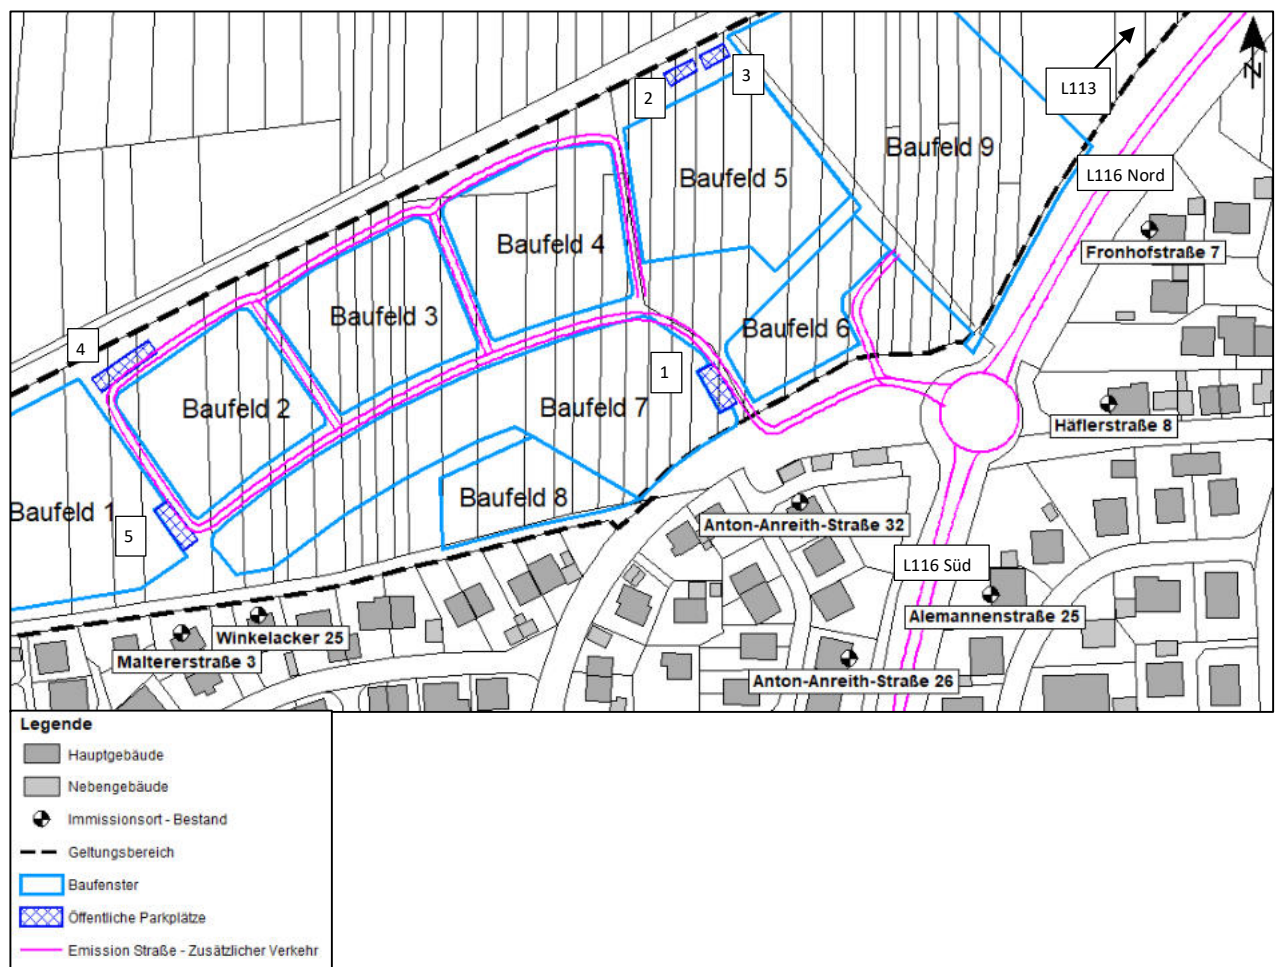 L113
N
3
2
L116 Nord
Baufeld 9
Baufeld 5
Fronhofstraße 7
Baufeld 4
Baufeld 3
Baufeld 6
4
1
Baufeld 2
Baufeld 7
Häflerstraße 8
Baufeld 8
Baufeld 1
5
Anton-Anreith-Straße 32
L116 Süd
Alemannenstraße 25
Winkelacker 25
Maltererstraße 3
Anton-Anreith-Straße 26
Legende
Hauptgebäude
Nebengebäude
Immissionsort - Bestand
Geltungsbereich
Baufenster
Öffentliche Parkplätze
Emission Straße - Zusätzlicher Verkehr